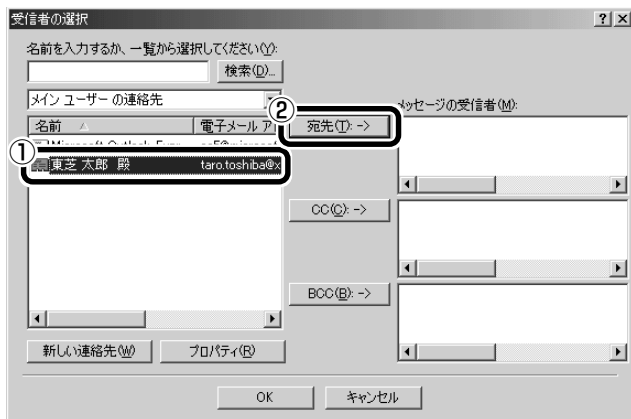 受信者の選択
名前を入力するか、一覧から選択してください(Y):
検索(D)...
メイン ユーザー の連絡先
②
宛先(T): ->
メッセージの受信者(M):
名前
電子メール ア
①
東芝 太郎 殿 taro.toshiba@x
CC(C): ->
BCC(B): ->
新しい連絡先(W)
プロパティ(R)
OK
キャンセル